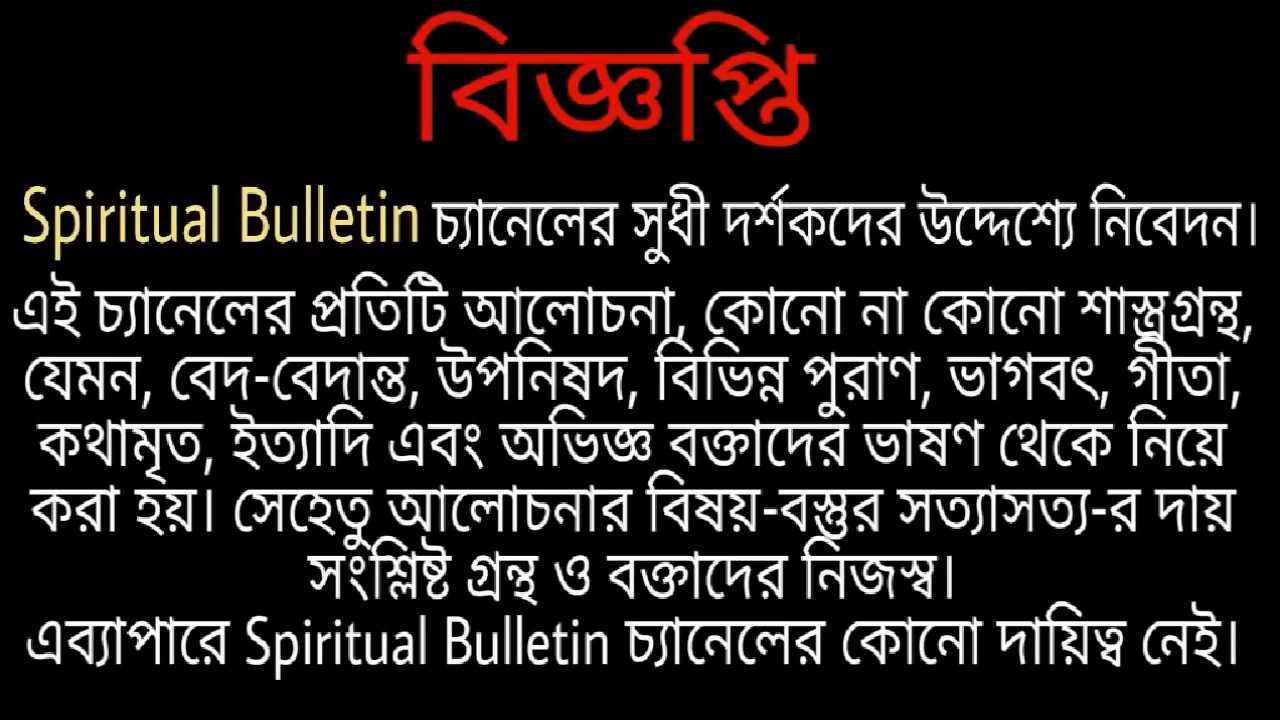 বিজ্ঞপ্তি
Spiritual Bulletin চ্যানেলের সুধী দর্শকদের উদ্দেশ্যে নিবেদন।
এই চ্যানেলের প্রতিটি আলোচনা, কোনো না কোনো শাস্ত্রগ্রন্থ,
যেমন, বেদ-বেদান্ত, উপনিষদ, বিভিন্ন পুরাণ, ভাগবৎ, গীতা,
কথামৃত, ইত্যাদি এবং অভিজ্ঞ বক্তাদের ভাষণ থেকে নিয়ে
করা হয়। সেহেতু আলোচনার বিষয়-বস্তুর সত্যাসত্য-র দায়
সংশ্লিষ্ট গ্রন্থ ও বক্তাদের নিজস্ব।
এব্যাপারে Spiritual Bulletin চ্যানেলের কোনো দায়িত্ব নেই।